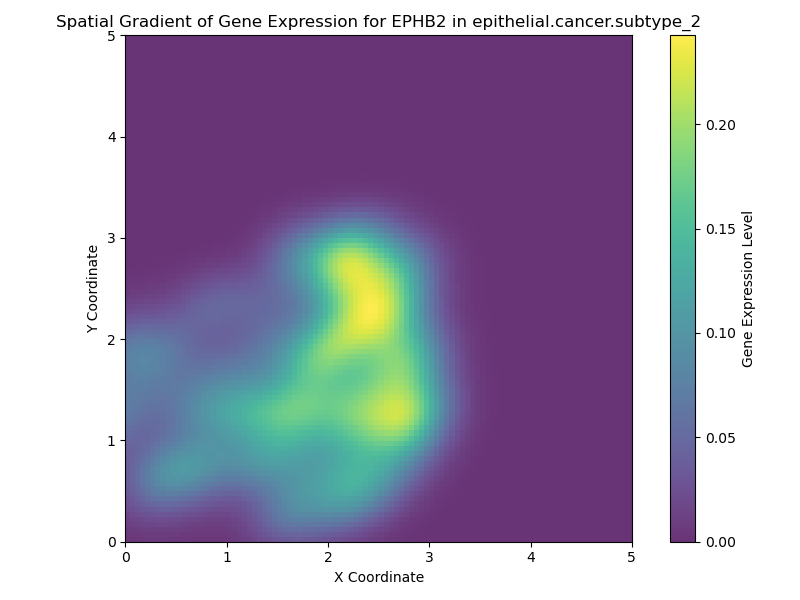 Spatial Gradient of Gene Expression for EPHB2 in epithelial.cancer.subtype_2
5
4
3
2
1
0
Y Coordinate
0 1 2 3 4 5
X Coordinate
0.20
0.15
0.10
0.05
0.00
Gene Expression Level